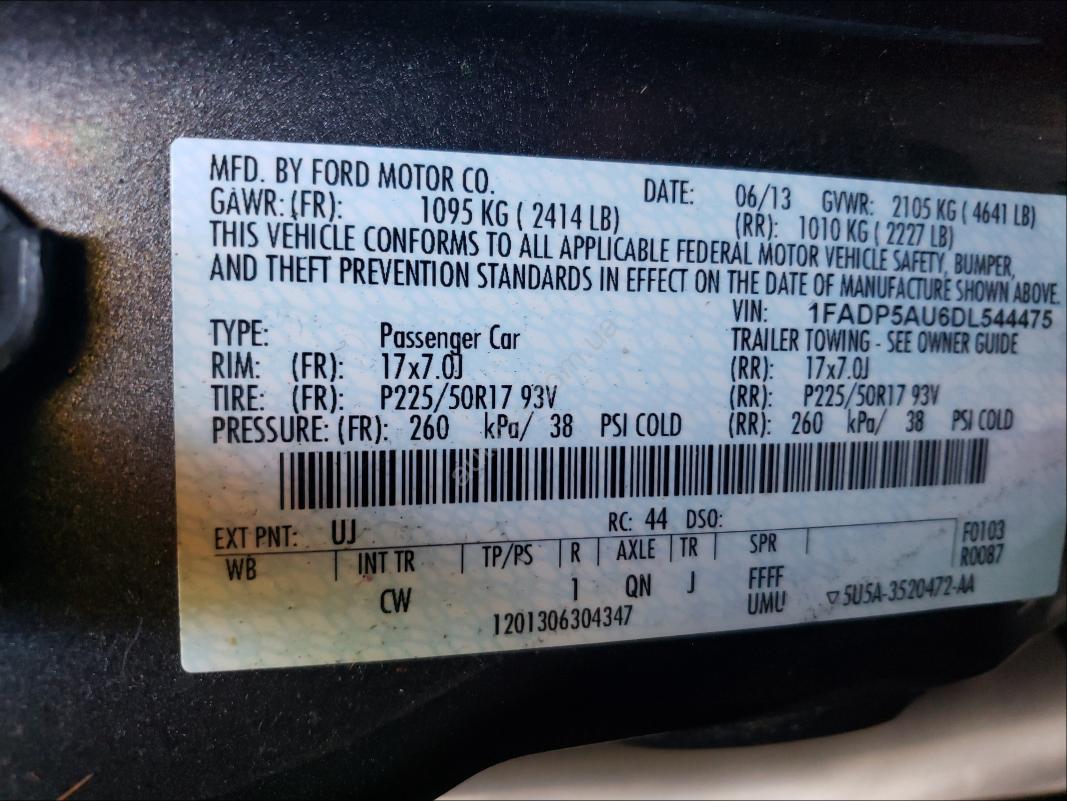 MFD. BY FORD MOTOR CO. DATE: 06/13 GVWR: 2105 KG ( 4641 LB)
GAWR: (FR): 1095 KG ( 2414 LB) (RR): 1010 KG ( 2227 LB)
THIS VEHICLE CONFORMS TO ALL APPLICABLE FEDERAL MOTOR VEHICLE SAFETY, BUMPER,
AND THEFT PREVENTION STANDARDS IN EFFECT ON THE DATE OF MANUFACTURE SHOWN ABOVE.
VIN: 1FADP5AU6DL544475
TYPE: Passenger Car TRAILER TOWING - SEE OWNER GUIDE
RIM: (FR): 17x7.0J (RR): 17x7.0J
TIRE: (FR): P225/50R17 93V (RR): P225/50R17 93V
PRESSURE: (FR): 260 kPa/ 38 PSI COLD (RR): 260 kPa/ 38 PSI COLD
EXT PNT: UJ RC: 44 DSO: F0103
WB INT TR TP/PS R AXLE TR SPR R0087
CW 1 QN J FFFF
UMU ▽5U5A-3520472-AA
1201306304347